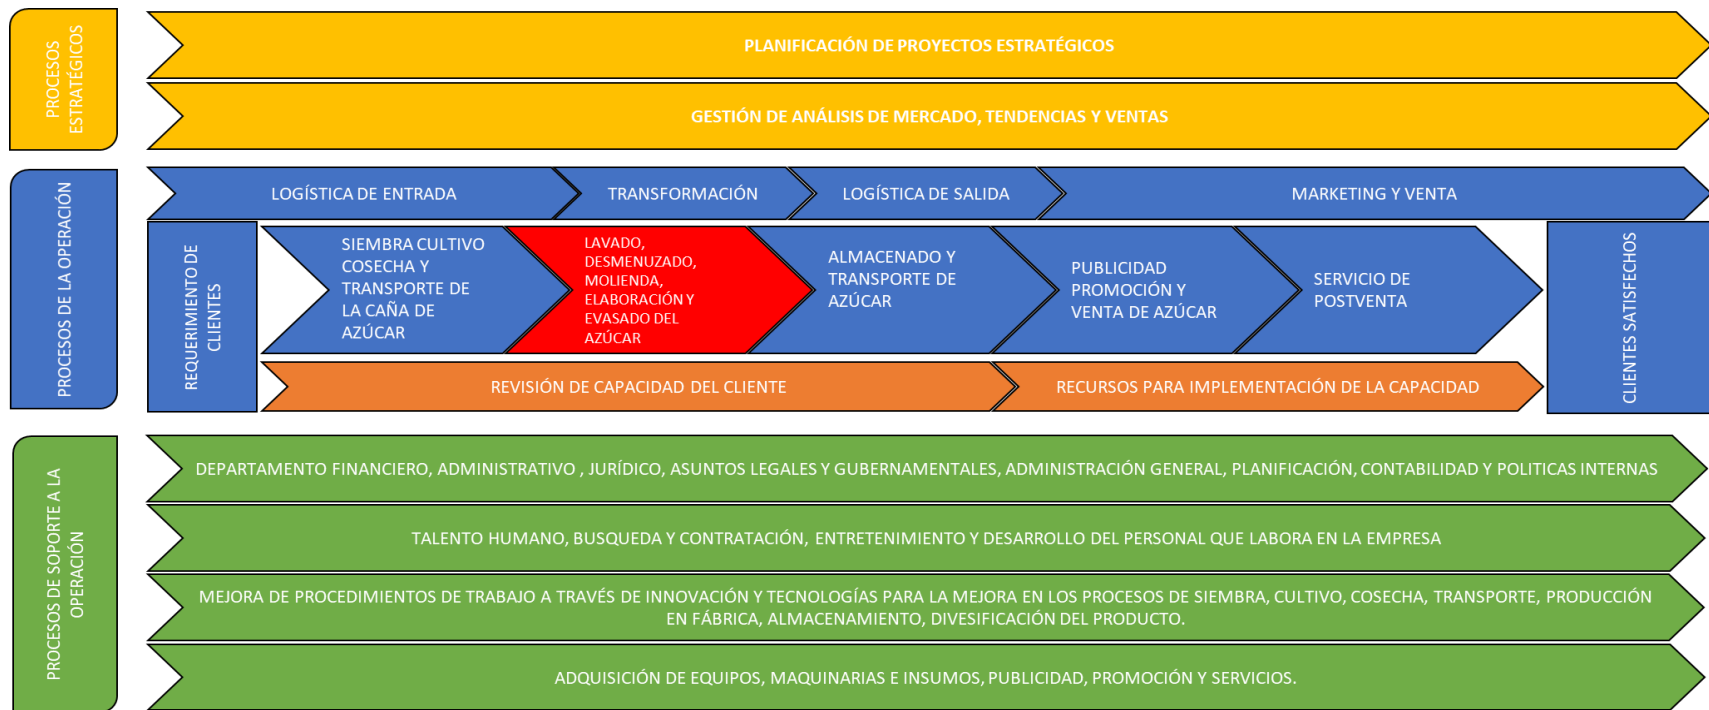 PROCESOS
ESTRATÉGICOS
PLANIFICACIÓN DE PROYECTOS ESTRATÉGICOS
GESTIÓN DE ANÁLISIS DE MERCADO, TENDENCIAS Y VENTAS
PROCESOS DE LA OPERACIÓN
LOGÍSTICA DE ENTRADA
TRANSFORMACIÓN
LOGÍSTICA DE SALIDA
MARKETING Y VENTA
REQUERIMIENTO DE
CLIENTES
SIEMBRA CULTIVO
COSECHA Y
TRANSPORTE DE
LA CAÑA DE
AZÚCAR
LAVADO,
DESMENUZADO,
MOLIENDA,
ELABORACIÓN Y
EVASADO DEL
AZÚCAR
ALMACENADO Y
TRANSPORTE DE
AZÚCAR
PUBLICIDAD
PROMOCIÓN Y
VENTA DE AZÚCAR
SERVICIO DE
POSTVENTA
CLIENTES SATISFECHOS
REVISIÓN DE CAPACIDAD DEL CLIENTE
RECURSOS PARA IMPLEMENTACIÓN DE LA CAPACIDAD
PROCESOS DE SOPORTE A LA
OPERACIÓN
DEPARTAMENTO FINANCIERO, ADMINISTRATIVO , JURÍDICO, ASUNTOS LEGALES Y GUBERNAMENTALES, ADMINISTRACIÓN GENERAL, PLANIFICACIÓN, CONTABILIDAD Y POLITICAS INTERNAS
TALENTO HUMANO, BUSQUEDA Y CONTRATACIÓN, ENTRETENIMIENTO Y DESARROLLO DEL PERSONAL QUE LABORA EN LA EMPRESA
MEJORA DE PROCEDIMIENTOS DE TRABAJO A TRAVÉS DE INNOVACIÓN Y TECNOLOGÍAS PARA LA MEJORA EN LOS PROCESOS DE SIEMBRA, CULTIVO, COSECHA, TRANSPORTE, PRODUCCIÓN
EN FÁBRICA, ALMACENAMIENTO, DIVESIFICACIÓN DEL PRODUCTO.
ADQUISICIÓN DE EQUIPOS, MAQUINARIAS E INSUMOS, PUBLICIDAD, PROMOCIÓN Y SERVICIOS.